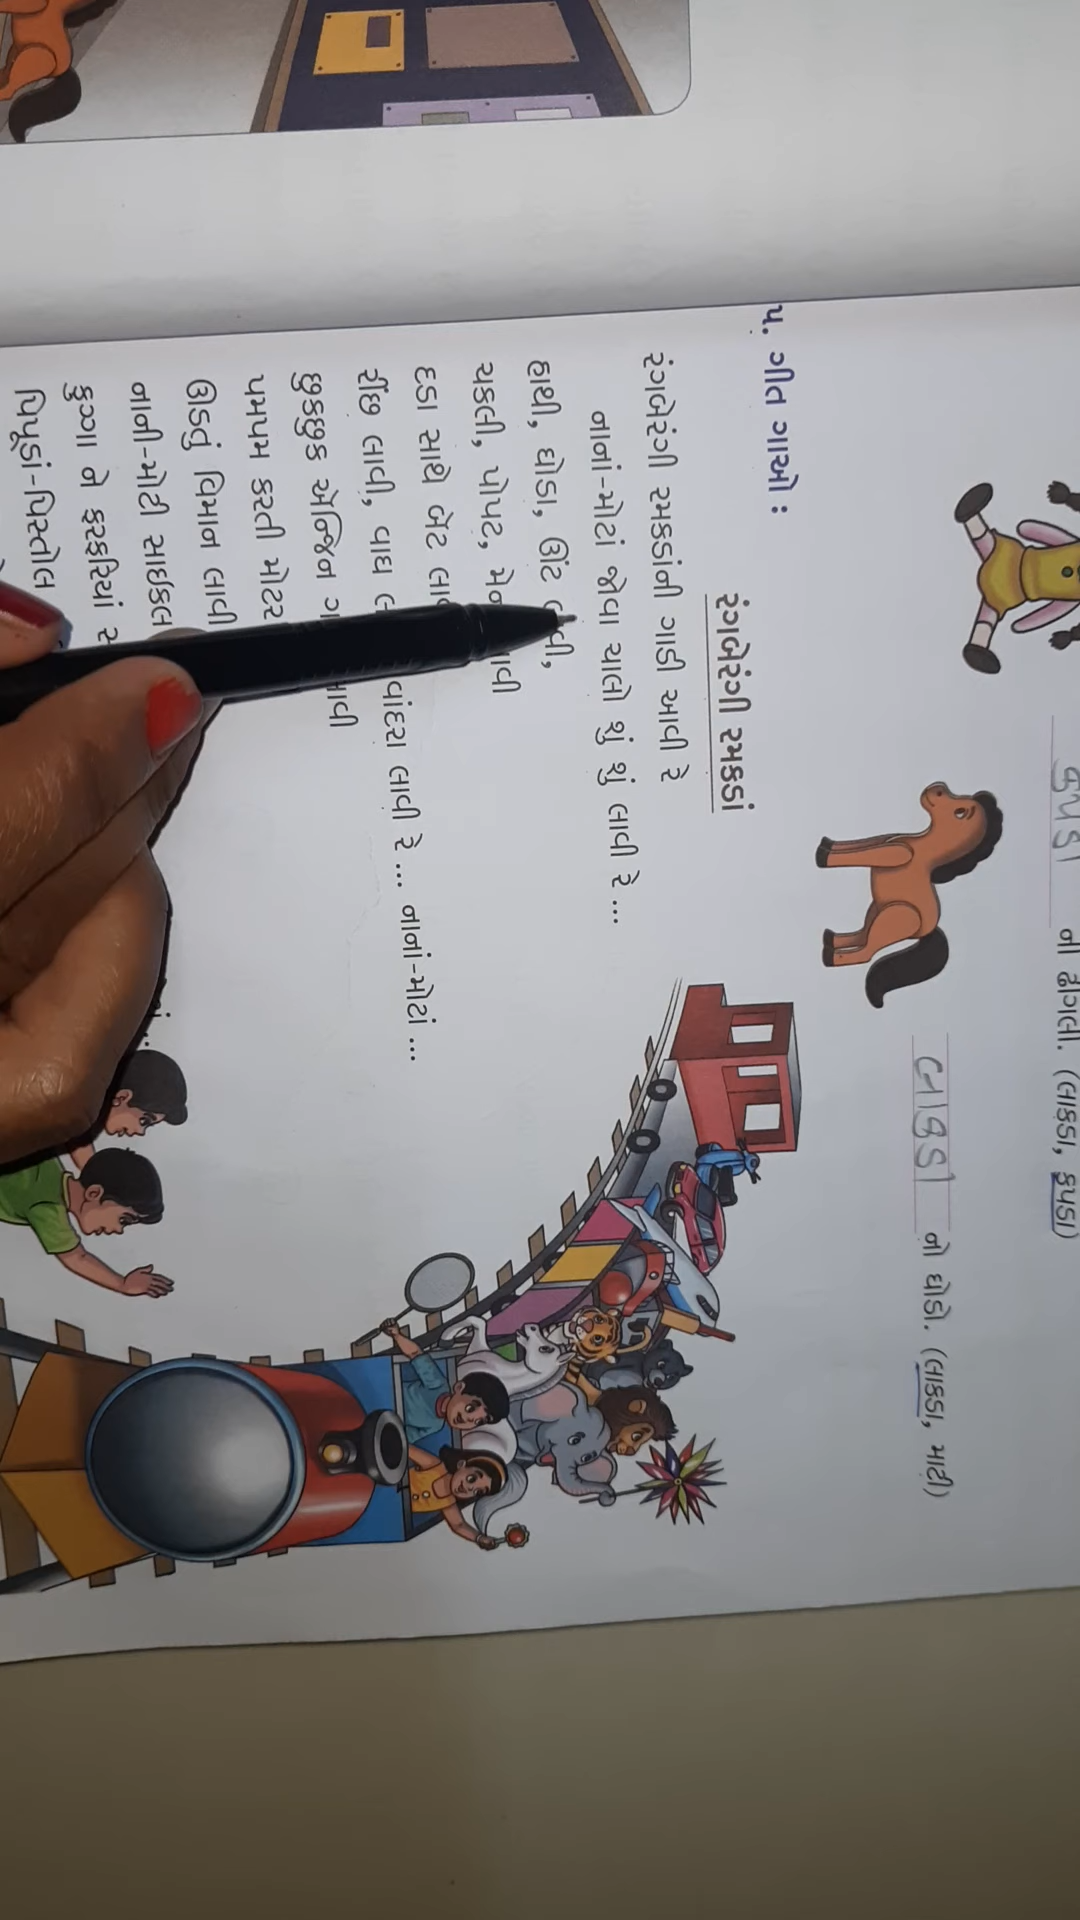 કપડા ની ઢીંગલી. (લાકડા, કપડા)
લાકડા નો ઘોડો. (લાકડા, માટી)
૫. ગીત ગાઓ :
રંગબેરંગી રમકડાં
રંગબેરંગી રમકડાંની ગાડી આવી રે
નાનાં-મોટાં જોવા ચાલો શું શું લાવી રે ...
હાથી, ઘોડા, ઊંટ
ચકલી, પોપટ,
દડા સાથે બેટ
રીંછ લાવી, વાઘ વાંદરા લાવી રે ... નાનાં-મોટાં ...
છુકછુક એન્જિન
પમપમ કરતી મોટર
ઊડતું વિમાન લાવી
નાની-મોટી સાઇકલ
ફુગ્ગા ને ફરફરિયાં
પિપૂડાં-પિસ્તોલ